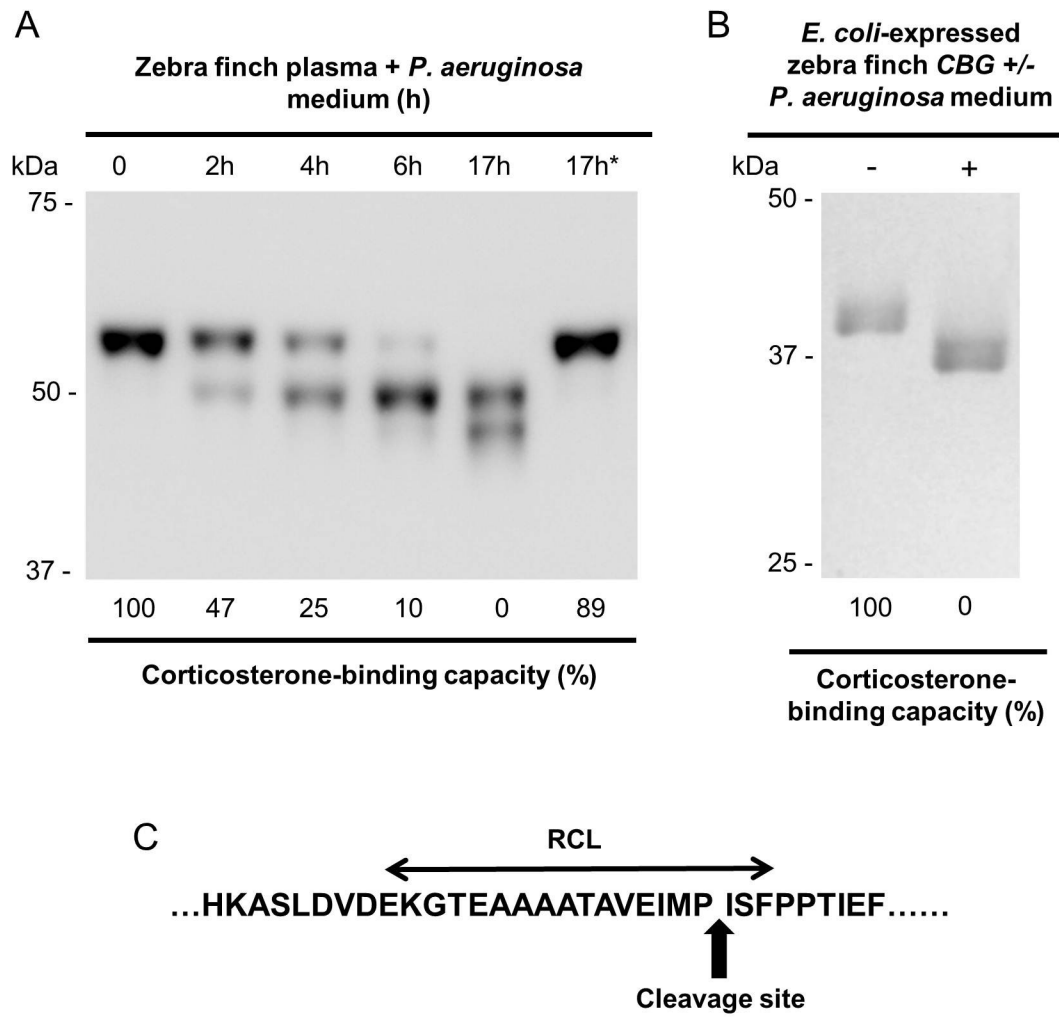 A
Zebra finch plasma + P. aeruginosa
medium (h)
kDa 0 2h 4h 6h 17h 17h*
75 -
50 -
37 -
100 47 25 10 0 89
Corticosterone-binding capacity (%)
B
E. coli-expressed
zebra finch CBG +/-
P. aeruginosa medium
kDa - +
50 -
37 -
25 -
100 0
Corticosterone-
binding capacity (%)
C
RCL
...HKASLDVDEKGTEAAAATAVEIMP ISFPPTIEF......
Cleavage site